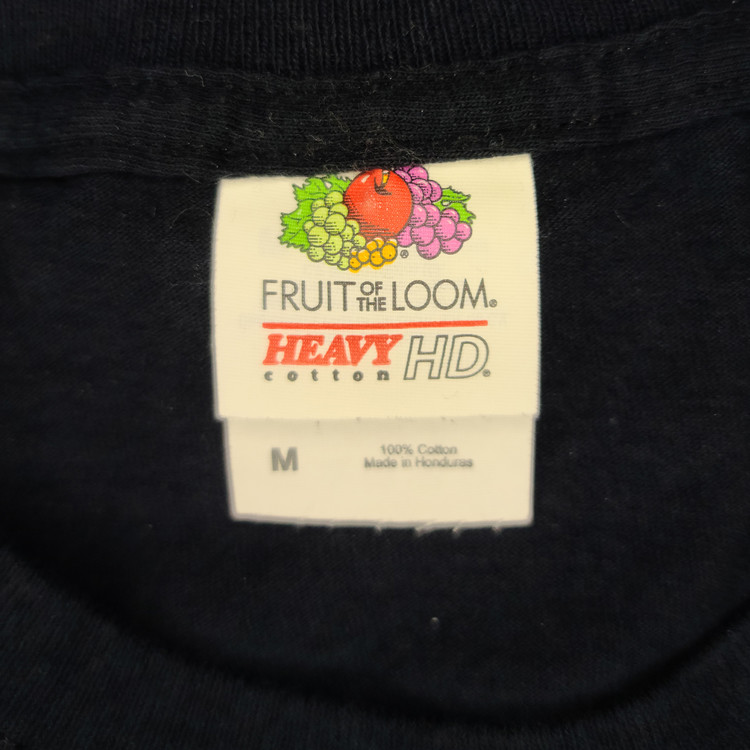 FRUIT OF THE LOOM®
HEAVY cotton HD®
M
100% Cotton
Made in Honduras